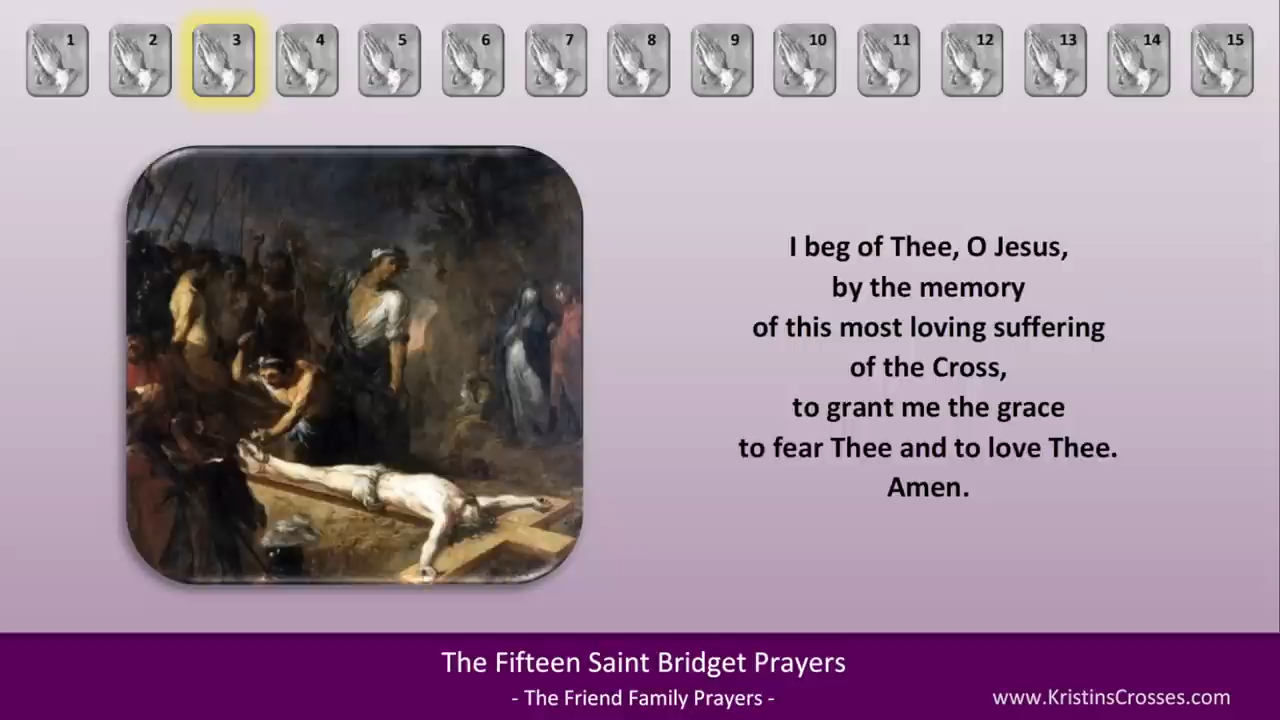 1 2 3 4 5 6 7 8 9 10 11 12 13 14 15
I beg of Thee, O Jesus,
by the memory
of this most loving suffering
of the Cross,
to grant me the grace
to fear Thee and to love Thee.
Amen.
The Fifteen Saint Bridget Prayers
- The Friend Family Prayers -
www.KristinsCrosses.com